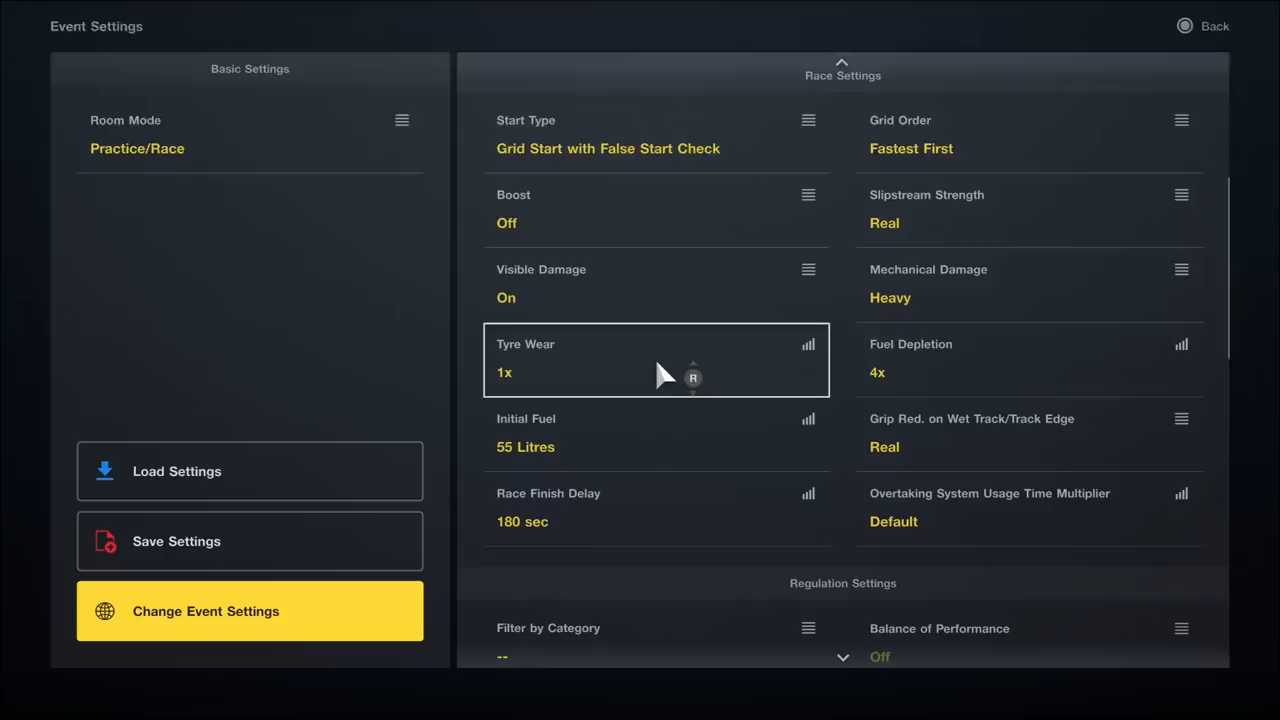 Event Settings
Back
Basic Settings
Room Mode
Practice/Race
Load Settings
Save Settings
Change Event Settings
Race Settings
Start Type
Grid Start with False Start Check
Grid Order
Fastest First
Boost
Off
Slipstream Strength
Real
Visible Damage
On
Mechanical Damage
Heavy
Tyre Wear
1x
R
Fuel Depletion
4x
Initial Fuel
55 Litres
Grip Red. on Wet Track/Track Edge
Real
Race Finish Delay
180 sec
Overtaking System Usage Time Multiplier
Default
Regulation Settings
Filter by Category
--
Balance of Performance
Off